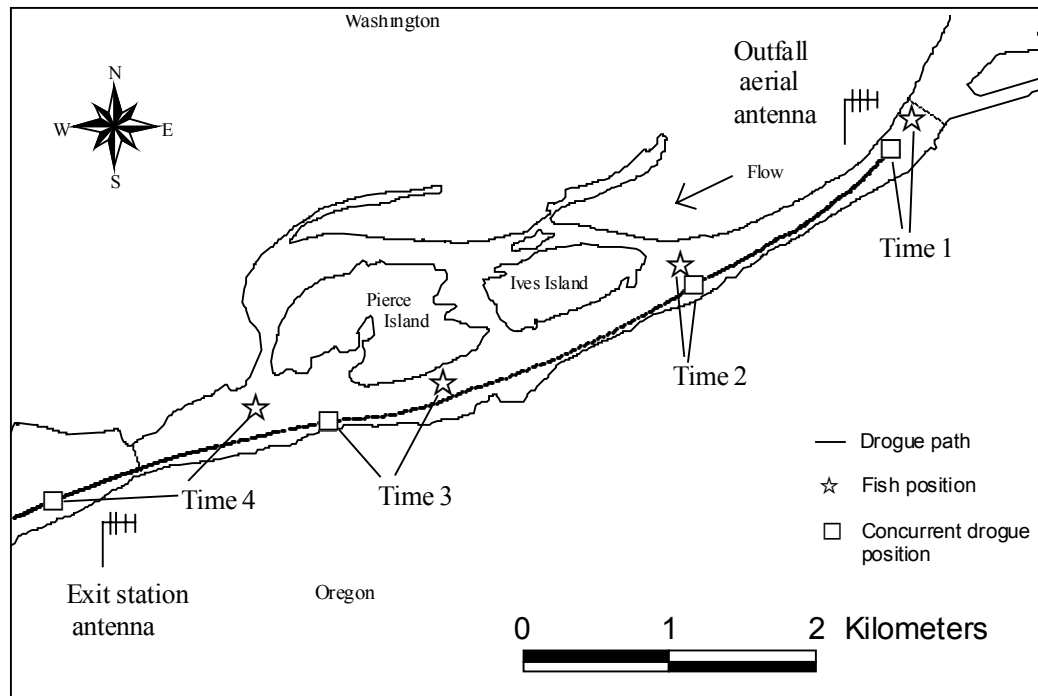 Washington
Outfall
aerial
antenna
N
W
E
S
Flow
Time 1
Ives Island
Pierce
Island
Time 2
Drogue path
Time 3
Time 4
Fish position
Concurrent drogue
position
Exit station
antenna
Oregon
0 1 2 Kilometers